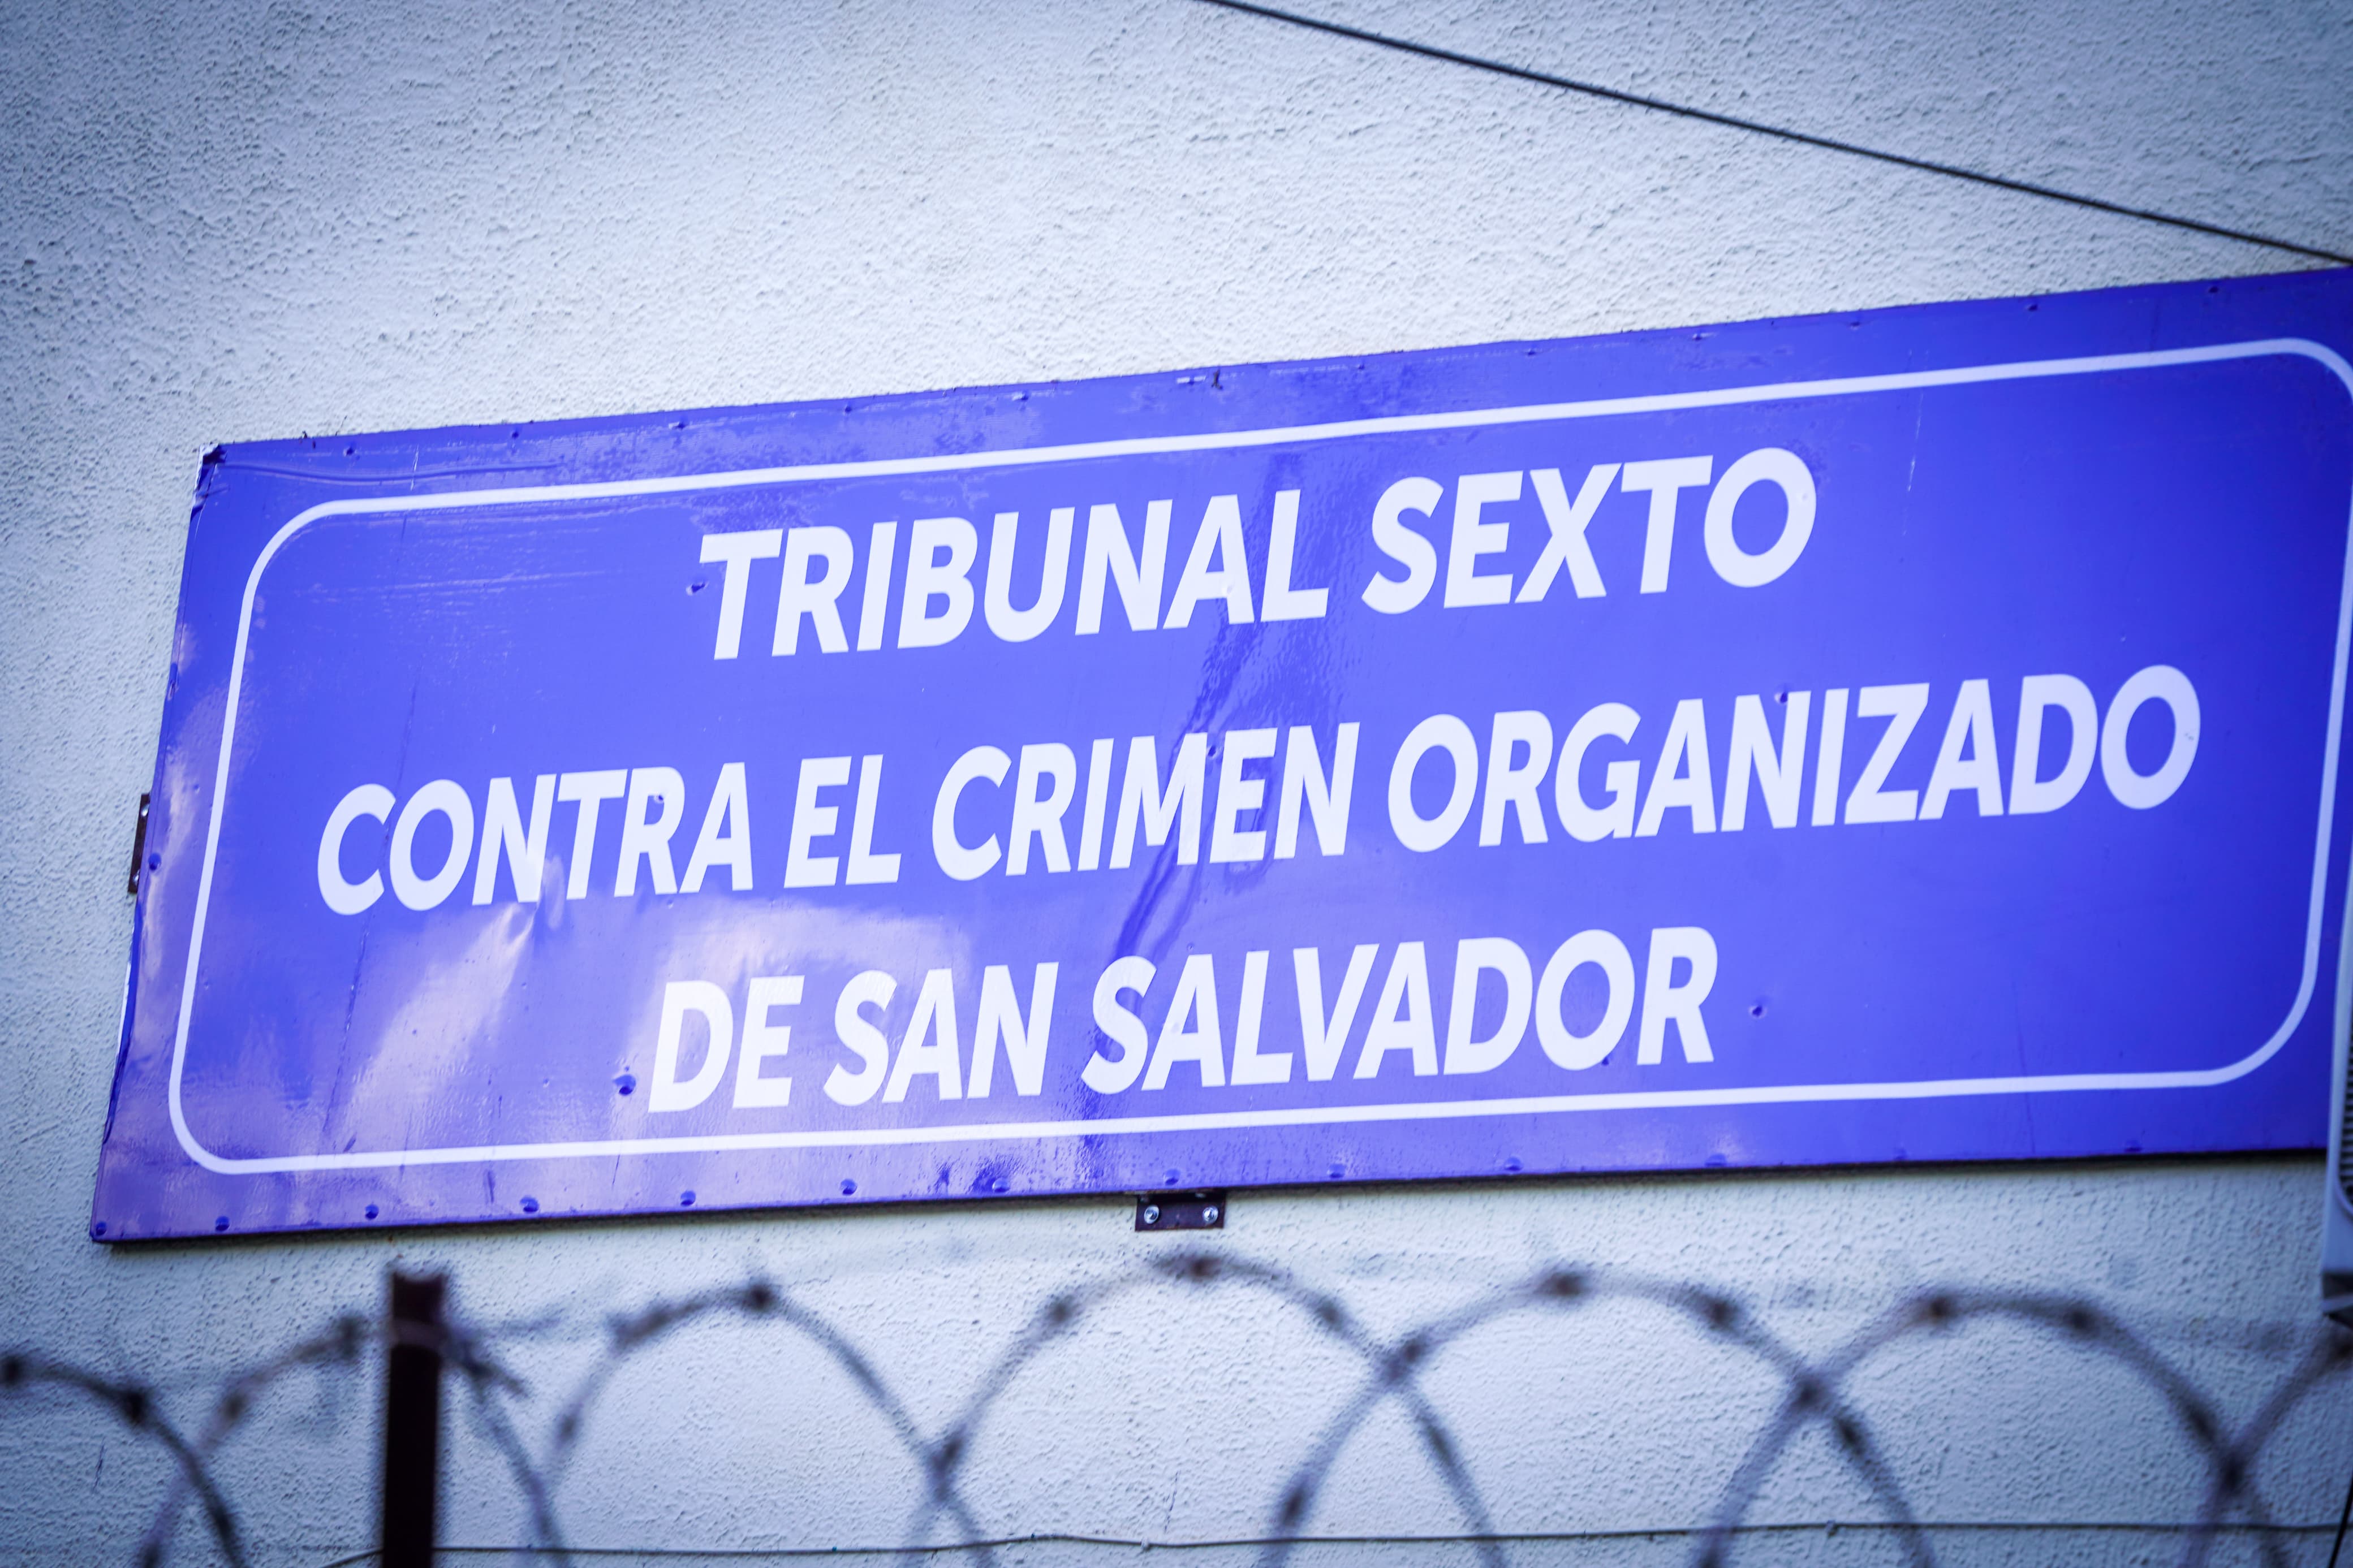 TRIBUNAL SEXTO
CONTRA EL CRIMEN ORGANIZADO
DE SAN SALVADOR